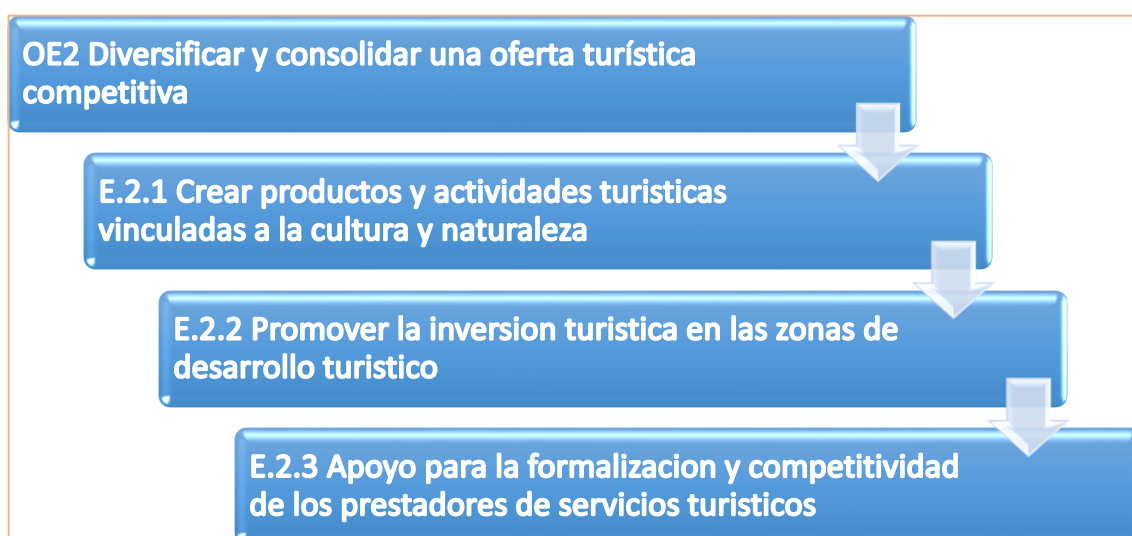 OE2 Diversificar y consolidar una oferta turística
competitiva
E.2.1 Crear productos y actividades turisticas
vinculadas a la cultura y naturaleza
E.2.2 Promover la inversion turistica en las zonas de
desarrollo turistico
E.2.3 Apoyo para la formalizacion y competitividad
de los prestadores de servicios turisticos